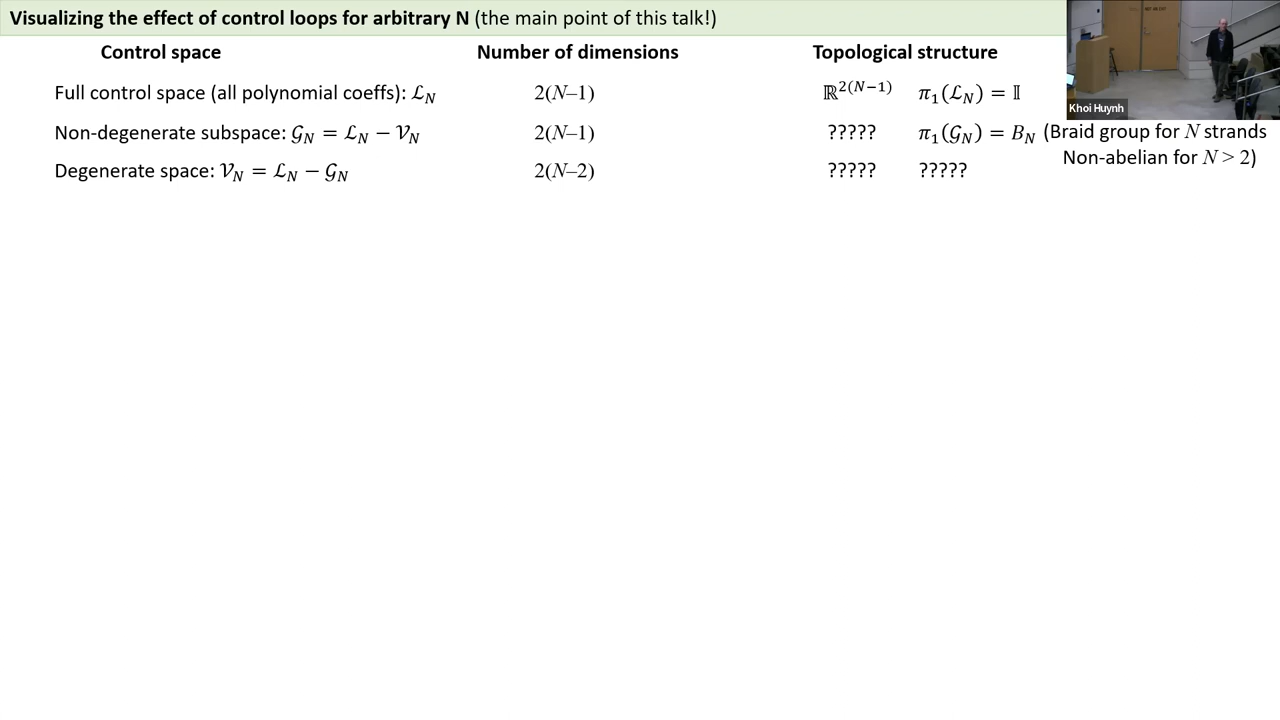 Visualizing the effect of control loops for arbitrary N (the main point of this talk!)
Control space Number of dimensions Topological structure
Full control space (all polynomial coeffs): ℒ_N 2(N–1) ℝ^{2(N−1)} π₁(ℒ_N) = 𝕀
Khoi Huynh
Non-degenerate subspace: 𝒢_N = ℒ_N − 𝒱_N 2(N–1) ????? π₁(𝒢_N) = B_N (Braid group for N strands
Non-abelian for N > 2)
Degenerate space: 𝒱_N = ℒ_N − 𝒢_N 2(N–2) ????? ?????